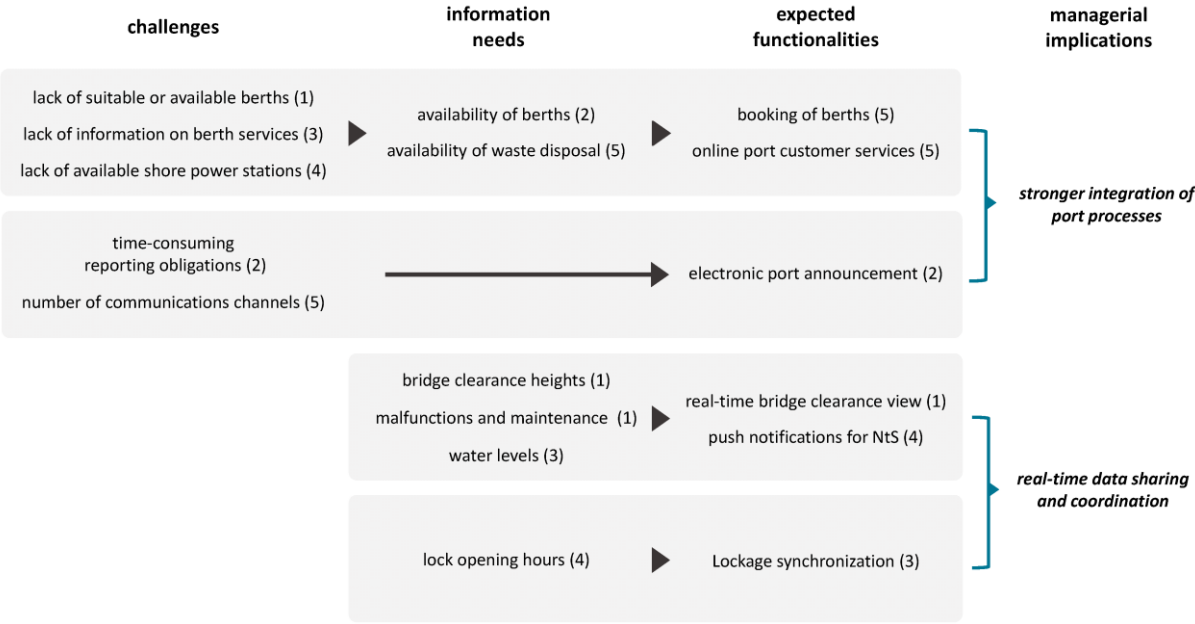 challenges
information
needs
expected
functionalities
managerial
implications
lack of suitable or available berths (1)
lack of information on berth services (3)
lack of available shore power stations (4)
availability of berths (2)
availability of waste disposal (5)
booking of berths (5)
online port customer services (5)
stronger integration of
port processes
time-consuming
reporting obligations (2)
number of communications channels (5)
electronic port announcement (2)
bridge clearance heights (1)
malfunctions and maintenance (1)
water levels (3)
real-time bridge clearance view (1)
push notifications for NtS (4)
real-time data sharing
and coordination
lock opening hours (4)
Lockage synchronization (3)